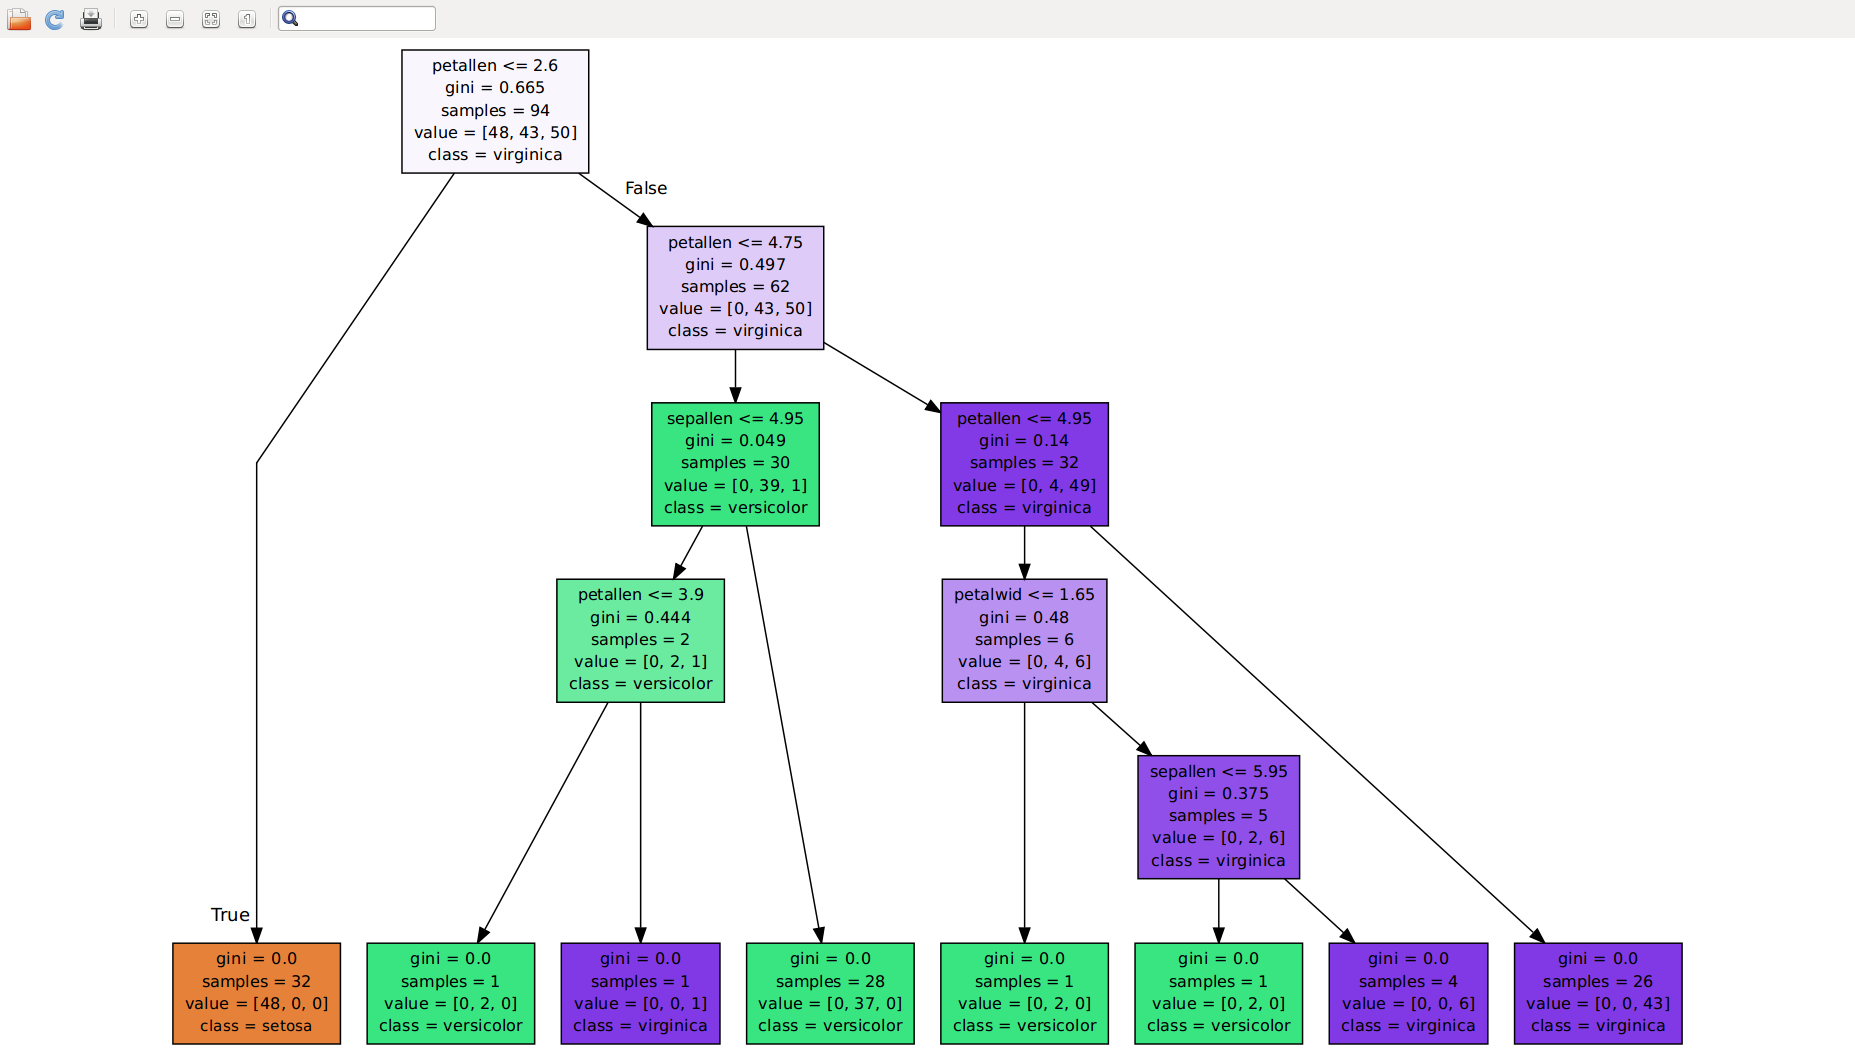 petallen <= 2.6
gini = 0.665
samples = 94
value = [48, 43, 50]
class = virginica
False
petallen <= 4.75
gini = 0.497
samples = 62
value = [0, 43, 50]
class = virginica
sepallen <= 4.95
gini = 0.049
samples = 30
value = [0, 39, 1]
class = versicolor
petallen <= 4.95
gini = 0.14
samples = 32
value = [0, 4, 49]
class = virginica
petallen <= 3.9
gini = 0.444
samples = 2
value = [0, 2, 1]
class = versicolor
petalwid <= 1.65
gini = 0.48
samples = 6
value = [0, 4, 6]
class = virginica
sepallen <= 5.95
gini = 0.375
samples = 5
value = [0, 2, 6]
class = virginica
True
gini = 0.0
samples = 32
value = [48, 0, 0]
class = setosa
gini = 0.0
samples = 1
value = [0, 2, 0]
class = versicolor
gini = 0.0
samples = 1
value = [0, 0, 1]
class = virginica
gini = 0.0
samples = 28
value = [0, 37, 0]
class = versicolor
gini = 0.0
samples = 1
value = [0, 2, 0]
class = versicolor
gini = 0.0
samples = 1
value = [0, 2, 0]
class = versicolor
gini = 0.0
samples = 4
value = [0, 0, 6]
class = virginica
gini = 0.0
samples = 26
value = [0, 0, 43]
class = virginica